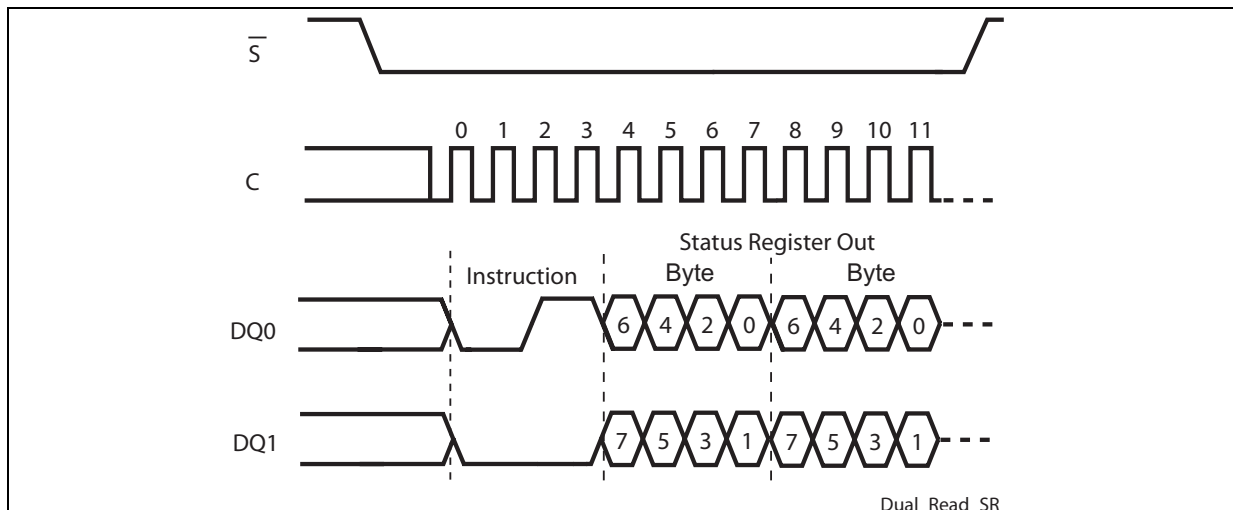 S
0 1 2 3 4 5 6 7 8 9 10 11
C
Status Register Out
Instruction Byte Byte
DQ0 6 4 2 0 6 4 2 0
DQ1 7 5 3 1 7 5 3 1
Dual_Read_SR